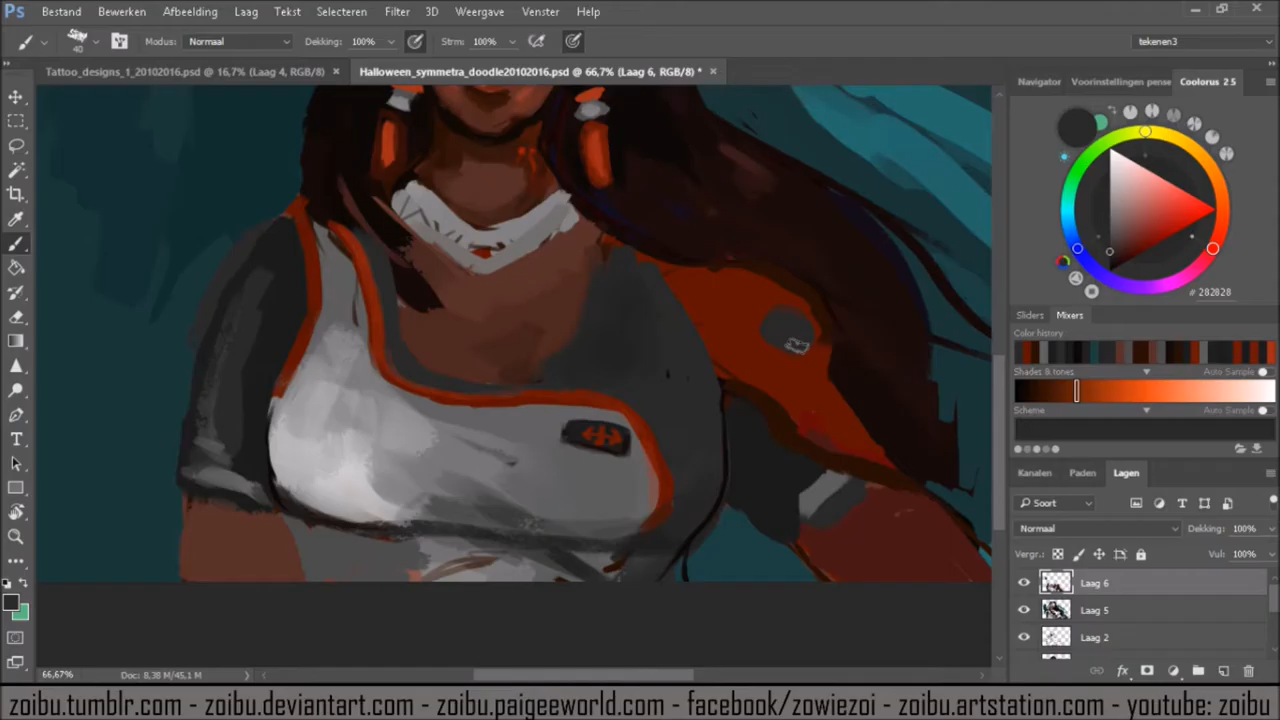 Ps Bestand Bewerken Afbeelding Laag Tekst Selecteren Filter 3D Weergave Venster Help
40 Modus: Normaal Dekking: 100% Strm: 100% tekenen3
Tattoo_designs_1_20102016.psd @ 16,7% (Laag 4, RGB/8) × Halloween_symmetra_doodle20102016.psd @ 66,7% (Laag 6, RGB/8) * ×
Navigator Voorinstellingen pense Coolorus 2.5
# 282828
Sliders Mixers
Color history
Shades & tones Auto Sample
Scheme Auto Sample
Kanalen Paden Lagen
Soort
Normaal Dekking: 100%
Vergr.: Vul: 100%
Laag 6
Laag 5
Laag 2
66,67% Doc: 8,38 M/45,1 M
zoibu.tumblr.com - zoibu.deviantart.com - zoibu.paigeeworld.com - facebook/zowiezoi - zoibu.artstation.com - youtube: zoibu